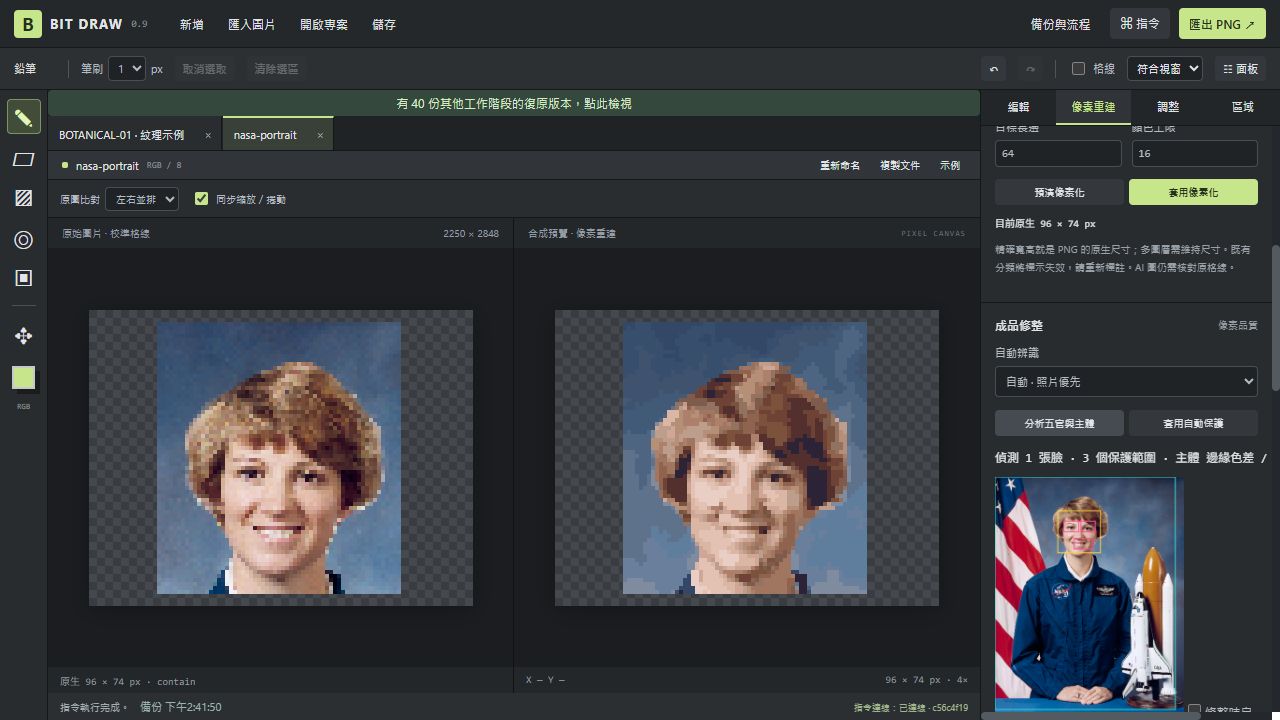 B BIT DRAW 0.9 新增 匯入圖片 開啟專案 儲存 備份與流程 ⌘ 指令 匯出 PNG ↗
鉛筆 筆刷 1 px 取消選取 清除選區 格線 符合視窗 ☷ 面板
有 40 份其他工作階段的復原版本，點此檢視
編輯 像素重建 調整 區域
BOTANICAL-01 · 紋理示例 × nasa-portrait ×
目標長邊 顏色上限
64 16
nasa-portrait RGB / 8 重新命名 複製文件 示例
原圖比對 左右並排 同步縮放 / 捲動
預覽像素化 套用像素化
目前原生 96 × 74 px
原始圖片 · 校準格線 2250 × 2848 合成預覽 · 像素重建 PIXEL CANVAS
精確寬高就是 PNG 的原生尺寸；多圖層需維持尺寸。既有
分類將標示失效，請重新標註。AI 圖仍需核對原格線。
成品修整 像素品質
自動辨識
自動 · 照片優先
RGB
分析五官與主體 套用自動保護
偵測 1 張臉 · 3 個保護範圍 · 主體 邊緣色差 /
NASA
原生 96 × 74 px · contain X — Y — 96 × 74 px · 4×
指令執行完成。 備份 下午2:41:50 指令連線：已連線 · c56c4f19